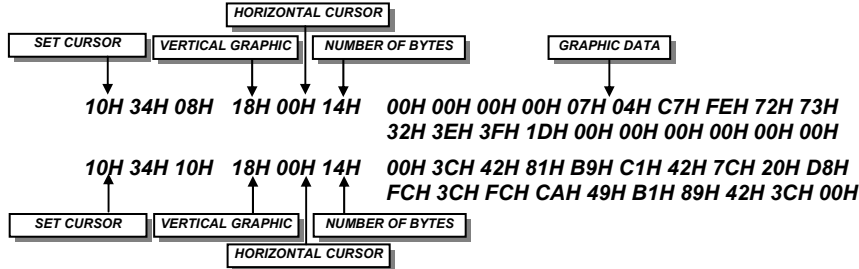 HORIZONTAL CURSOR
SET CURSOR VERTICAL GRAPHIC NUMBER OF BYTES GRAPHIC DATA
10H 34H 08H 18H 00H 14H 00H 00H 00H 00H 07H 04H C7H FEH 72H 73H
32H 3EH 3FH 1DH 00H 00H 00H 00H 00H 00H
10H 34H 10H 18H 00H 14H 00H 3CH 42H 81H B9H C1H 42H 7CH 20H D8H
FCH 3CH FCH CAH 49H B1H 89H 42H 3CH 00H
SET CURSOR VERTICAL GRAPHIC NUMBER OF BYTES
HORIZONTAL CURSOR